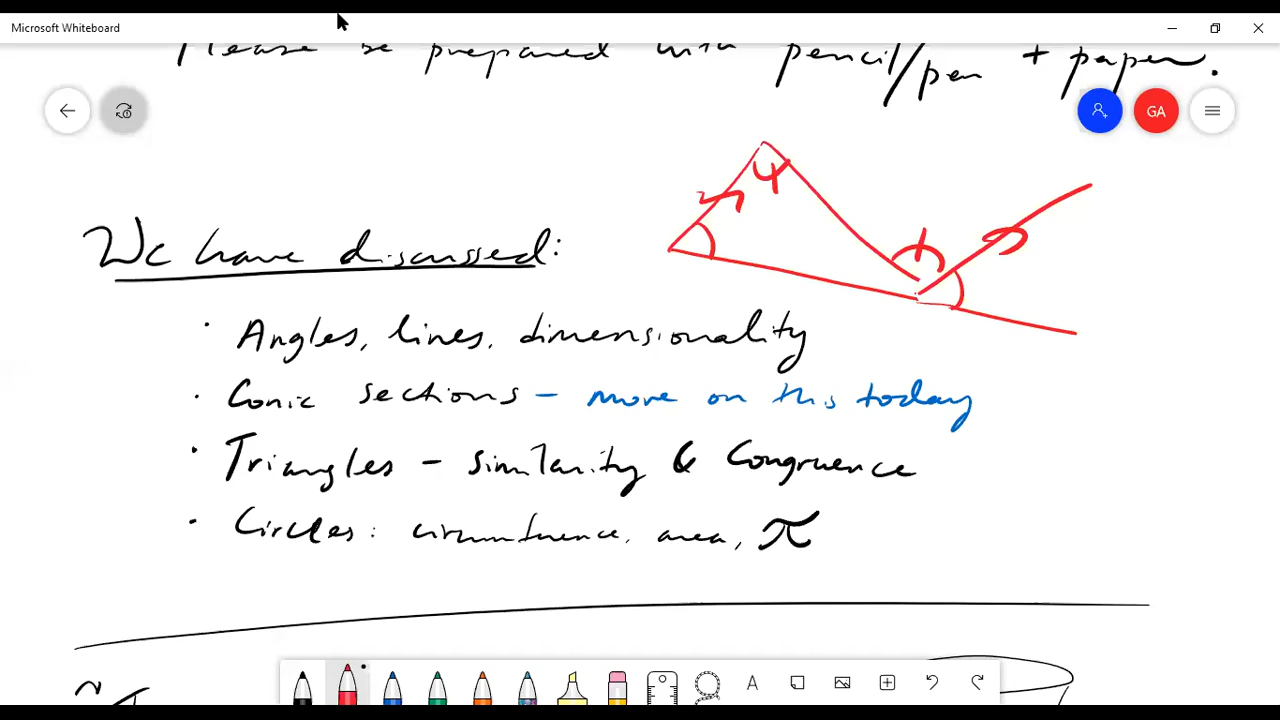 Microsoft Whiteboard
Please be prepared with pencil/pen + paper.
GA
We have discussed:
· Angles, lines, dimensionality
· Conic sections - more on this today
· Triangles - similarity & Congruence
· Circles: circumference, area, π
A